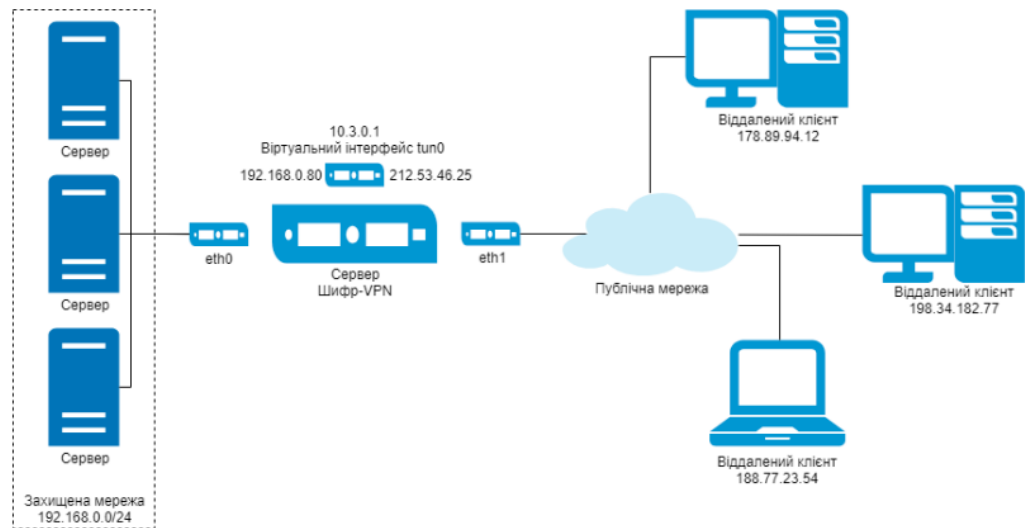 Сервер
Сервер
Сервер
Захищена мережа
192.168.0.0/24
10.3.0.1
Віртуальний інтерфейс tun0
192.168.0.80
212.53.46.25
eth0
Сервер
Шифр-VPN
eth1
Публічна мережа
Віддалений клієнт
178.89.94.12
Віддалений клієнт
198.34.182.77
Віддалений клієнт
188.77.23.54